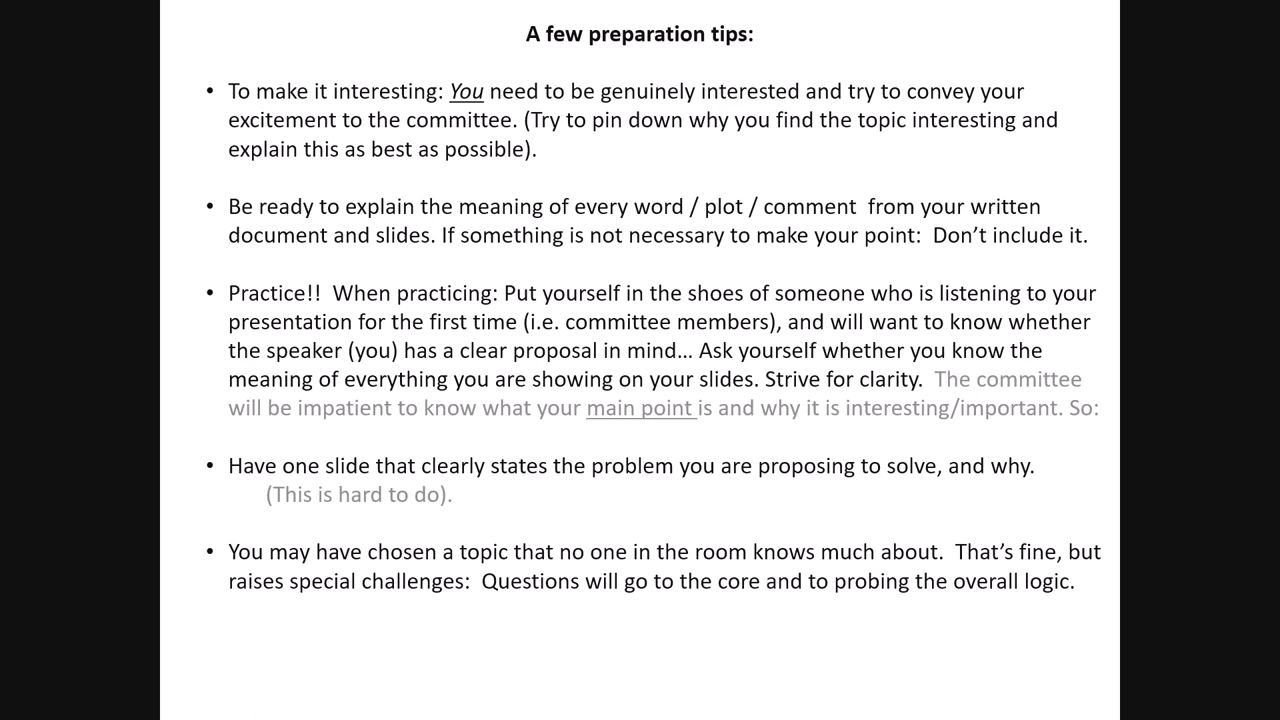 A few preparation tips:
• To make it interesting: You need to be genuinely interested and try to convey your
excitement to the committee. (Try to pin down why you find the topic interesting and
explain this as best as possible).
• Be ready to explain the meaning of every word / plot / comment  from your written
document and slides. If something is not necessary to make your point:  Don’t include it.
• Practice!!  When practicing: Put yourself in the shoes of someone who is listening to your
presentation for the first time (i.e. committee members), and will want to know whether
the speaker (you) has a clear proposal in mind… Ask yourself whether you know the
meaning of everything you are showing on your slides. Strive for clarity.  The committee
will be impatient to know what your main point is and why it is interesting/important. So:
• Have one slide that clearly states the problem you are proposing to solve, and why.
(This is hard to do).
• You may have chosen a topic that no one in the room knows much about.  That’s fine, but
raises special challenges:  Questions will go to the core and to probing the overall logic.